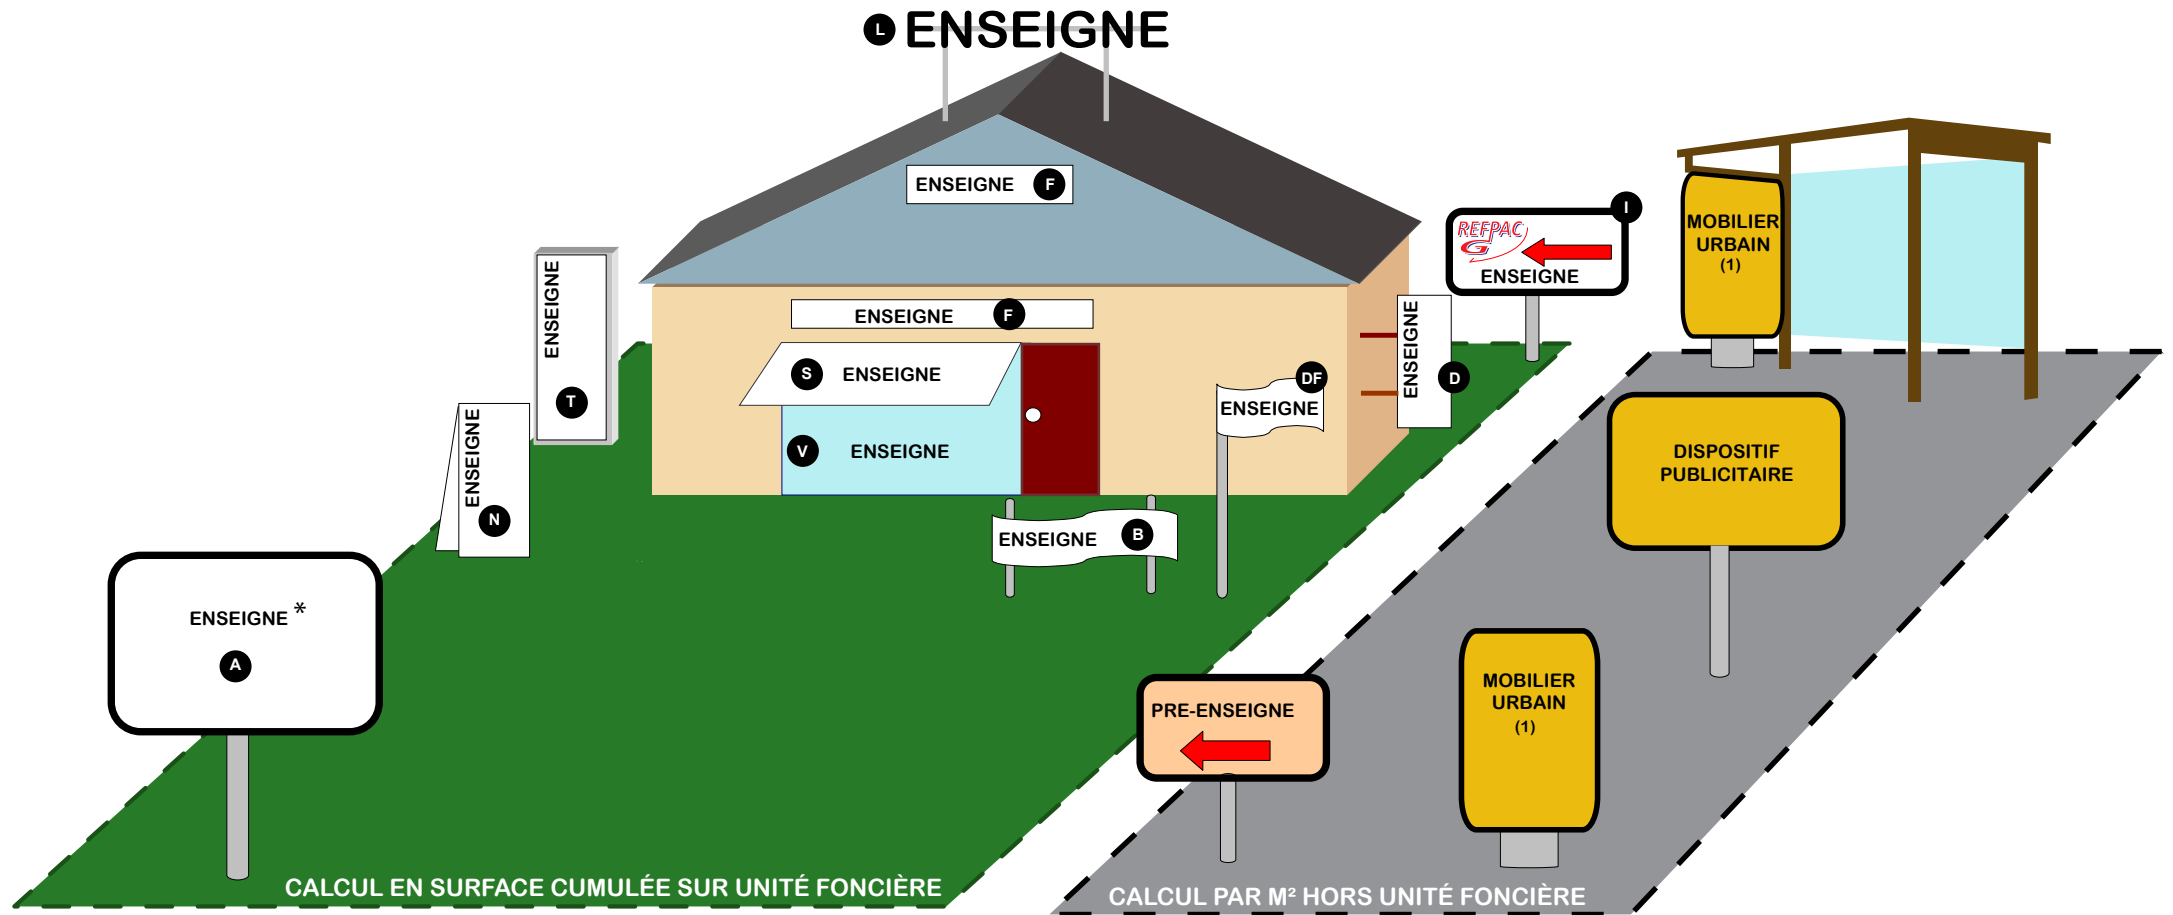 L ENSEIGNE
ENSEIGNE F
ENSEIGNE F
S ENSEIGNE
V ENSEIGNE
ENSEIGNE
T
ENSEIGNE
N
ENSEIGNE *
A
ENSEIGNE B
DF
ENSEIGNE
ENSEIGNE
D
I
REFPAC
G
ENSEIGNE
MOBILIER
URBAIN
(1)
DISPOSITIF
PUBLICITAIRE
PRE-ENSEIGNE
MOBILIER
URBAIN
(1)
CALCUL EN SURFACE CUMULÉE SUR UNITÉ FONCIÈRE
CALCUL PAR M² HORS UNITÉ FONCIÈRE